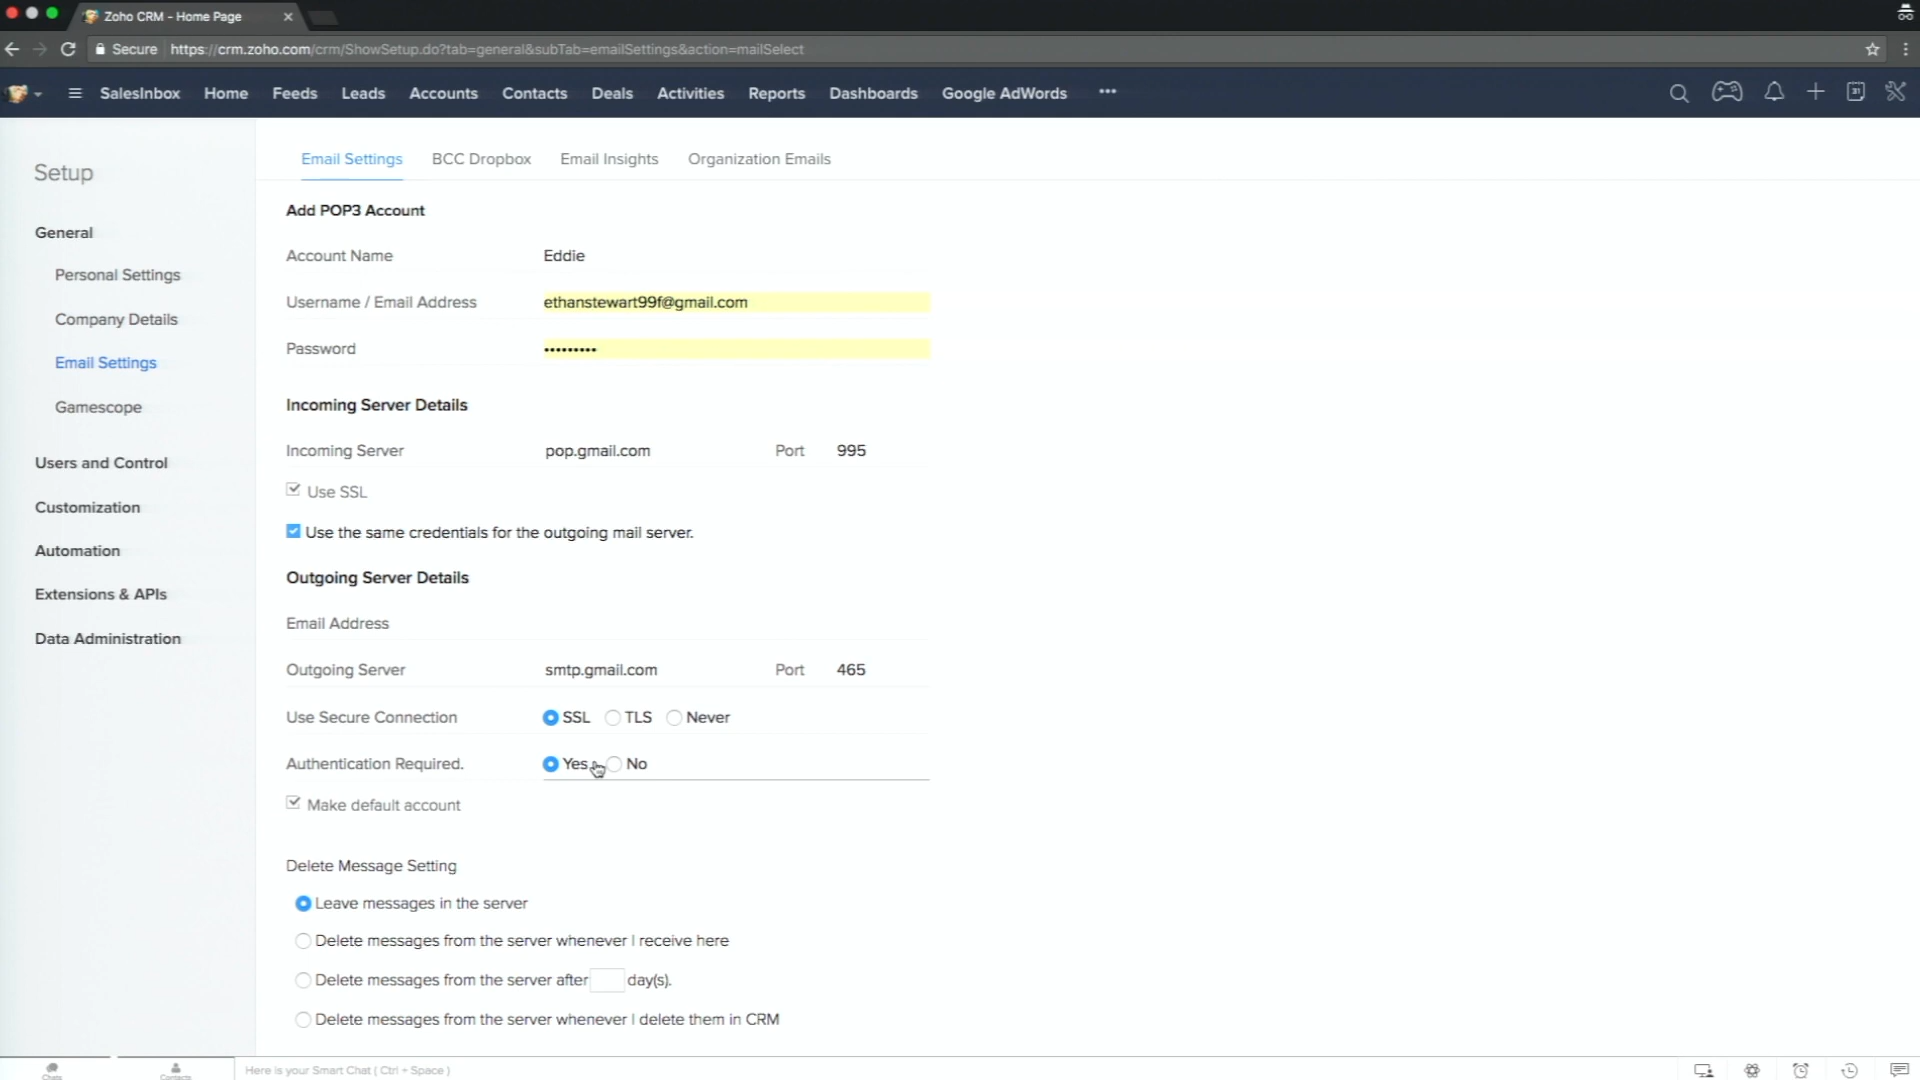 Zoho CRM - Home Page
Secure https://crm.zoho.com/crm/ShowSetup.do?tab=general&subTab=emailSettings&action=mailSelect
SalesInbox Home Feeds Leads Accounts Contacts Deals Activities Reports Dashboards Google AdWords ••• 31
Setup
General
Personal Settings
Company Details
Email Settings
Gamescope
Users and Control
Customization
Automation
Extensions & APIs
Data Administration
Email Settings BCC Dropbox Email Insights Organization Emails
Add POP3 Account
Account Name Eddie
Username / Email Address ethanstewart99f@gmail.com
Password •••••••••
Incoming Server Details
Incoming Server pop.gmail.com Port 995
Use SSL
Use the same credentials for the outgoing mail server.
Outgoing Server Details
Email Address
Outgoing Server smtp.gmail.com Port 465
Use Secure Connection SSL TLS Never
Authentication Required. Yes No
Make default account
Delete Message Setting
Leave messages in the server
Delete messages from the server whenever I receive here
Delete messages from the server after day(s).
Delete messages from the server whenever I delete them in CRM
Chats Contacts Here is your Smart Chat ( Ctrl + Space )